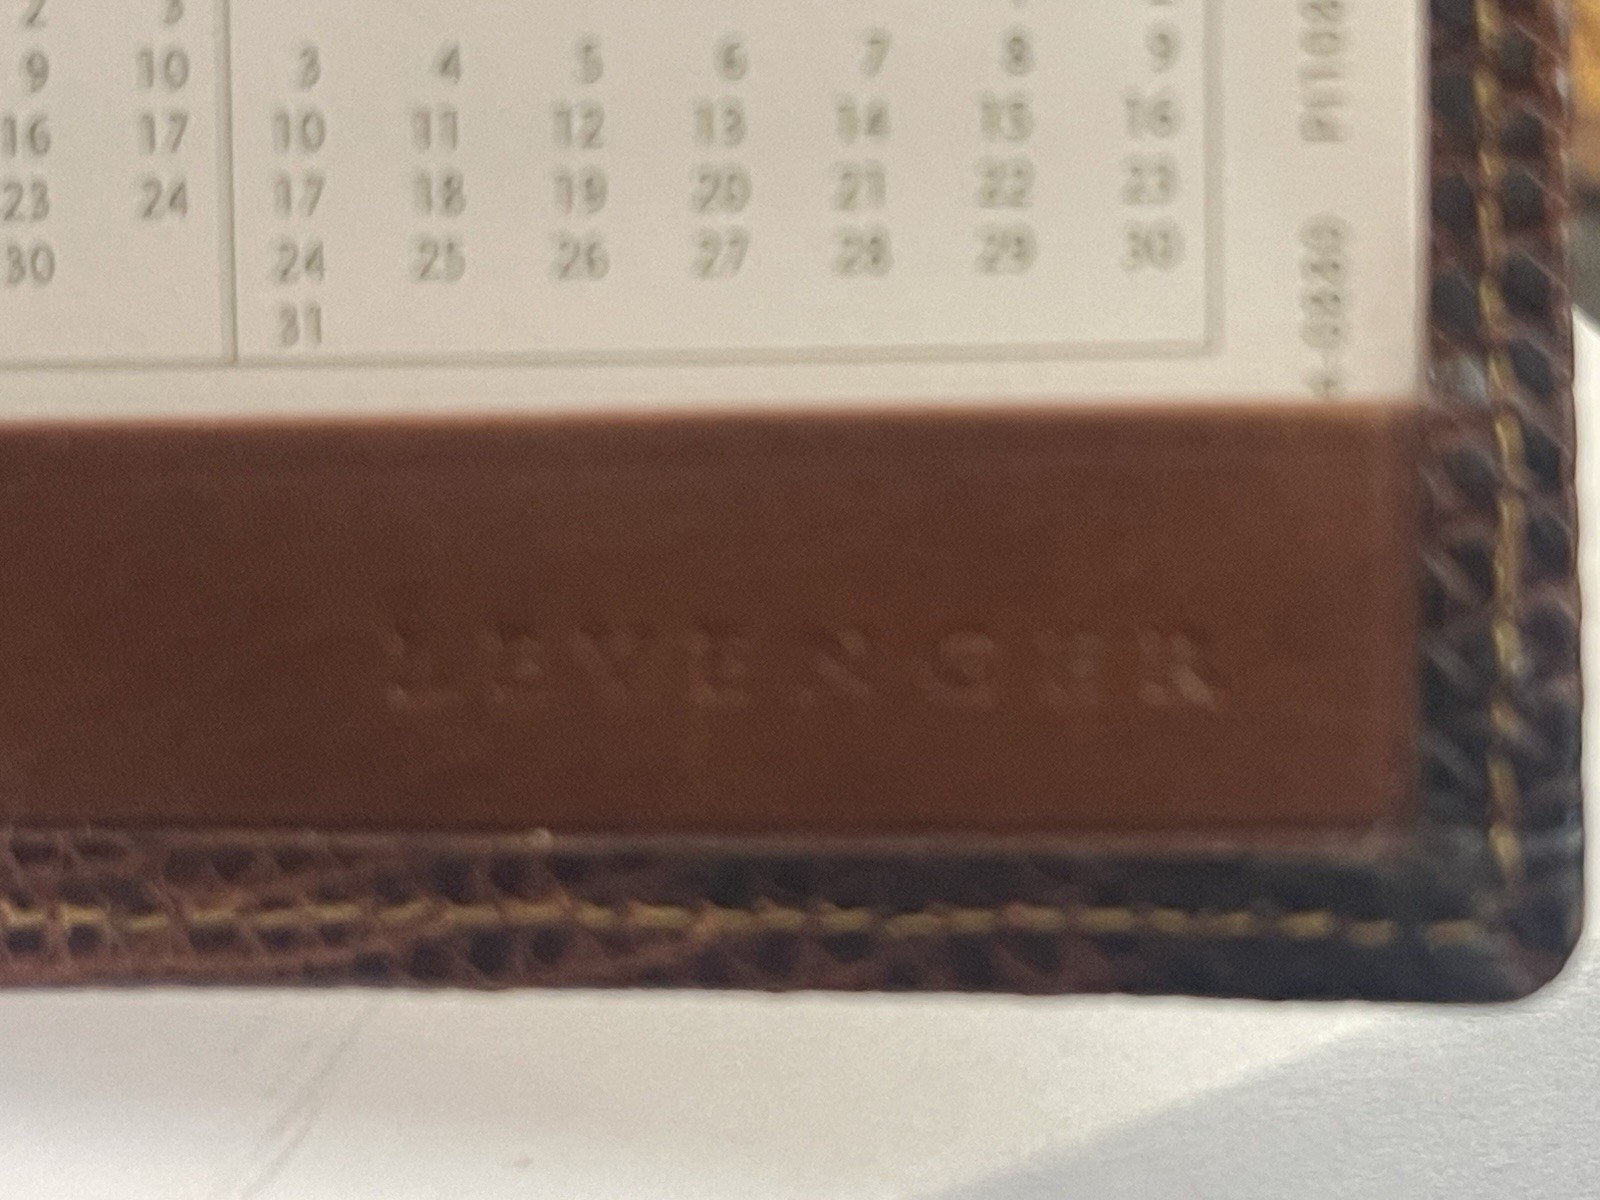 2 3
9 10 3 4 5 6 7 8 9
16 17 10 11 12 13 14 15 16
23 24 17 18 19 20 21 22 23
30 24 25 26 27 28 29 30
31
P1108
LEVENGER